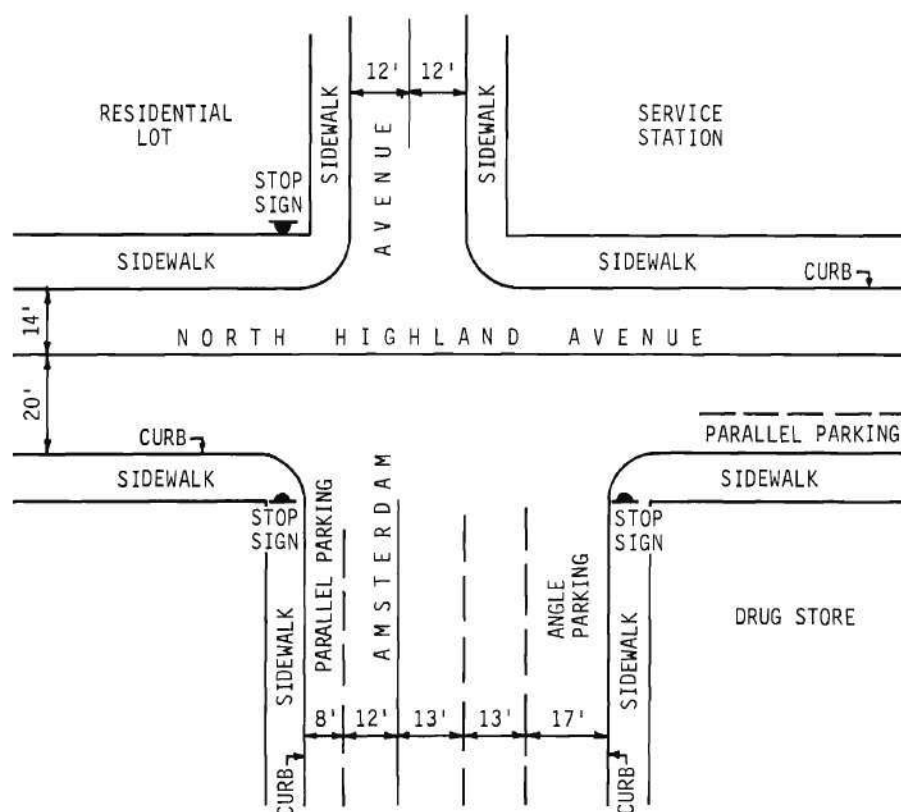 12' 12'
RESIDENTIAL
LOT
SIDEWALK
AVENUE
SIDEWALK
SERVICE
STATION
STOP
SIGN
SIDEWALK
SIDEWALK
CURB
14'
NORTH HIGHLAND AVENUE
20'
CURB
PARALLEL PARKING
SIDEWALK
SIDEWALK
STOP
SIGN
PARALLEL PARKING
AMSTERDAM
ANGLE
PARKING
STOP
SIGN
SIDEWALK
SIDEWALK
DRUG STORE
8' 12' 13' 13' 17'
CURB
CURB